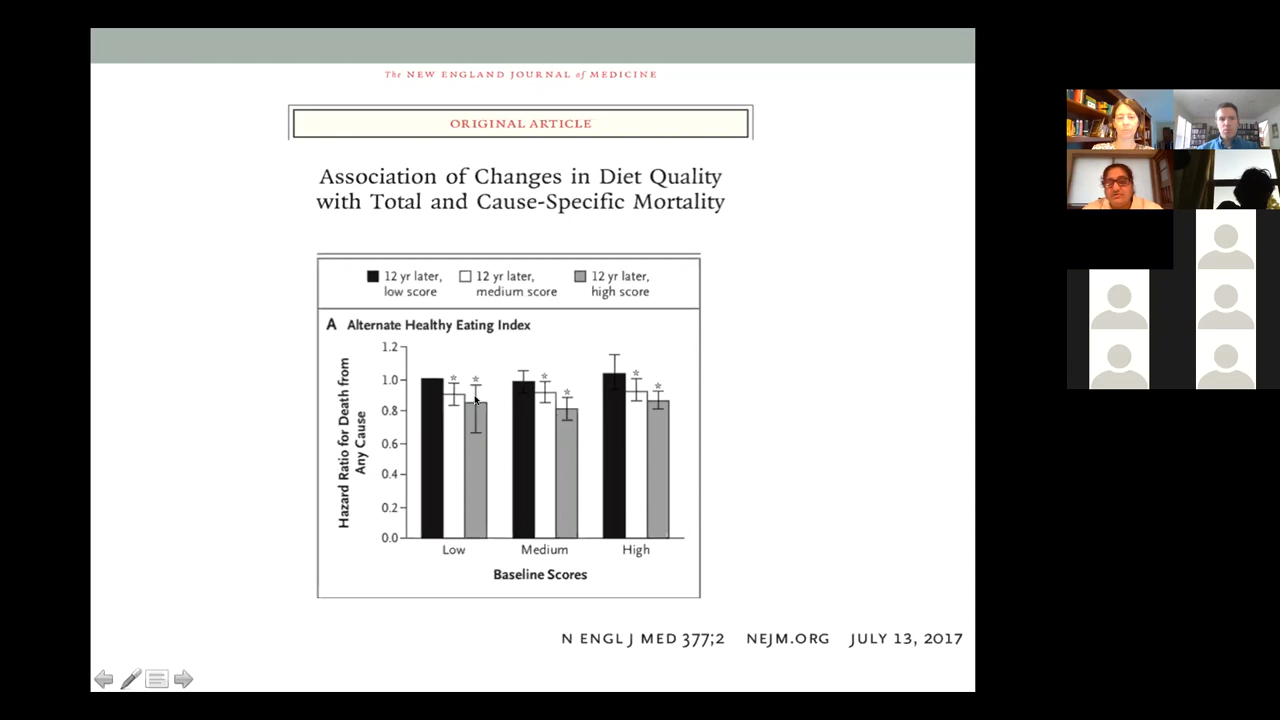 The NEW ENGLAND JOURNAL of MEDICINE
ORIGINAL ARTICLE
Association of Changes in Diet Quality
with Total and Cause-Specific Mortality
12 yr later,
low score
12 yr later,
medium score
12 yr later,
high score
A Alternate Healthy Eating Index
Hazard Ratio for Death from
Any Cause
1.2
1.0
0.8
0.6
0.4
0.2
0.0
* * * * * *
Low Medium High
Baseline Scores
N ENGL J MED 377;2 NEJM.ORG JULY 13, 2017